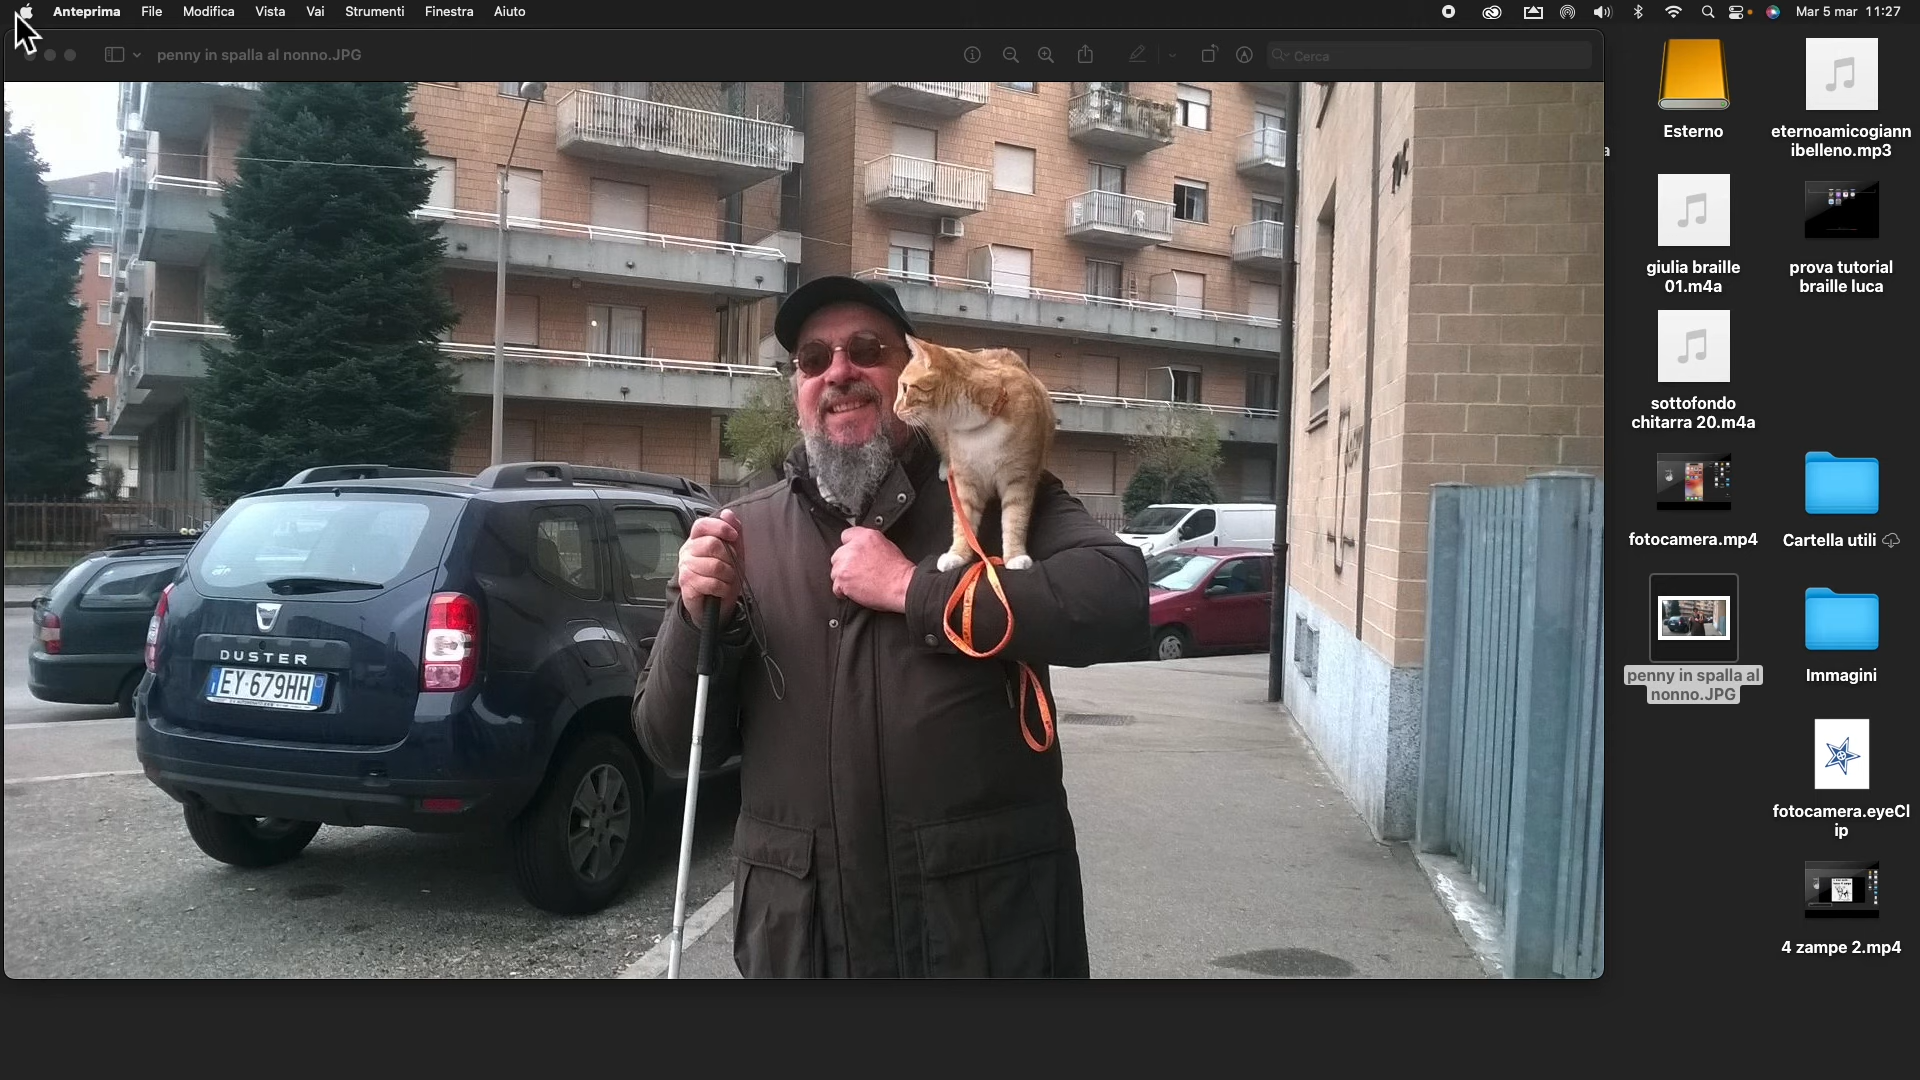 Anteprima File Modifica Vista Vai Strumenti Finestra Aiuto Mar 5 mar 11:27
penny in spalla al nonno.JPG
Cerca
DUSTER
EY 679HH
Esterno
eternoamicogiann
ibelleno.mp3
giulia braille
01.m4a
prova tutorial
braille luca
sottofondo
chitarra 20.m4a
fotocamera.mp4
Cartella utili
penny in spalla al
nonno.JPG
Immagini
fotocamera.eyeCl
ip
4 zampe 2.mp4